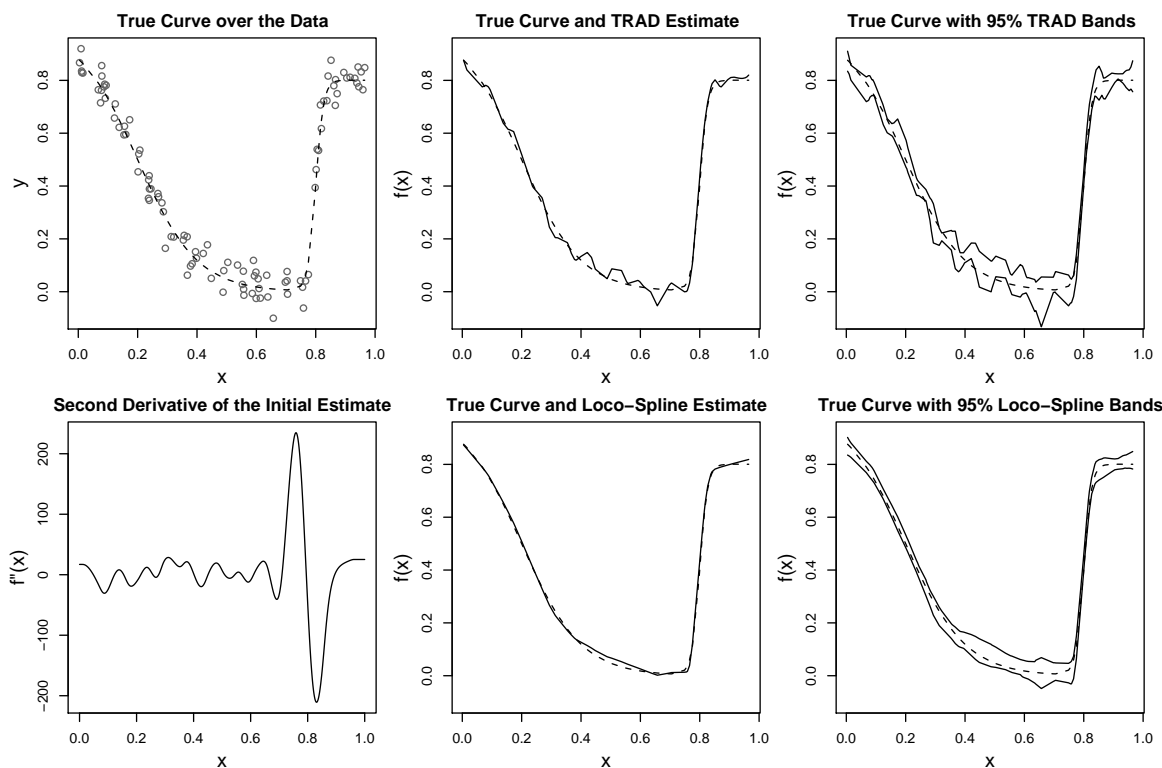 True Curve over the Data
y
0.0 0.2 0.4 0.6 0.8
0.0 0.2 0.4 0.6 0.8 1.0
x
True Curve and TRAD Estimate
f(x)
0.0 0.2 0.4 0.6 0.8
0.0 0.2 0.4 0.6 0.8 1.0
x
True Curve with 95% TRAD Bands
f(x)
0.0 0.2 0.4 0.6 0.8
0.0 0.2 0.4 0.6 0.8 1.0
x
Second Derivative of the Initial Estimate
f''(x)
−200 −100 0 100 200
0.0 0.2 0.4 0.6 0.8 1.0
x
True Curve and Loco−Spline Estimate
f(x)
0.0 0.2 0.4 0.6 0.8
0.0 0.2 0.4 0.6 0.8 1.0
x
True Curve with 95% Loco−Spline Bands
f(x)
0.0 0.2 0.4 0.6 0.8
0.0 0.2 0.4 0.6 0.8 1.0
x